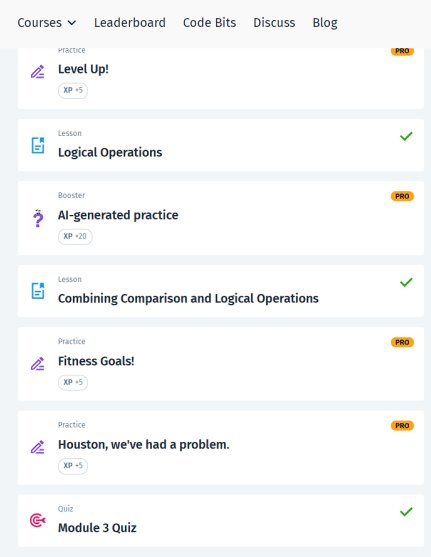 Courses Leaderboard Code Bits Discuss Blog
Practice
PRO
Level Up!
XP +5
Lesson
Logical Operations
Booster
PRO
AI-generated practice
XP +20
Lesson
Combining Comparison and Logical Operations
Practice
PRO
Fitness Goals!
XP +5
Practice
PRO
Houston, we've had a problem.
XP +5
Quiz
Module 3 Quiz